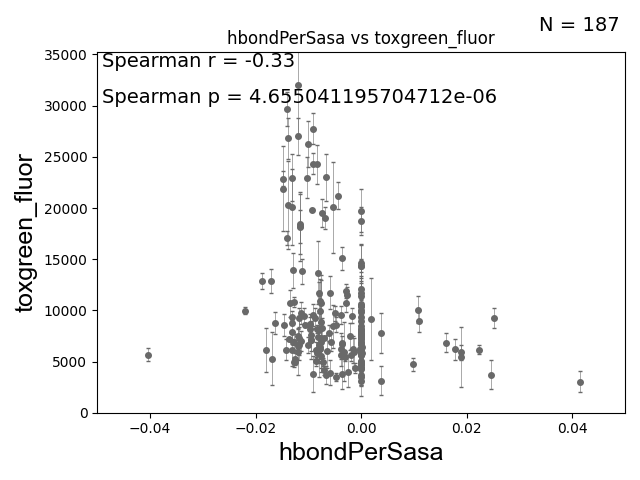 N = 187
hbondPerSasa vs toxgreen_fluor
Spearman r = -0.33
Spearman p = 4.655041195704712e-06
toxgreen_fluor
35000
30000
25000
20000
15000
10000
5000
0
−0.04 −0.02 0.00 0.02 0.04
hbondPerSasa